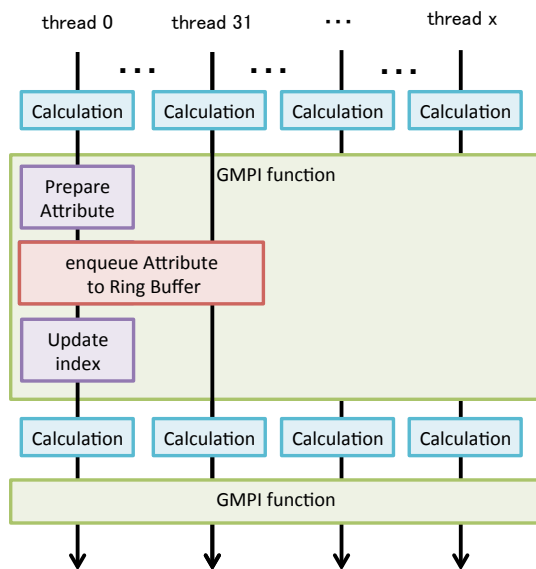 thread 0 thread 31 ... thread x
... ... ...
Calculation Calculation Calculation Calculation
GMPI function
Prepare
Attribute
enqueue Attribute
to Ring Buffer
Update
index
Calculation Calculation Calculation Calculation
GMPI function